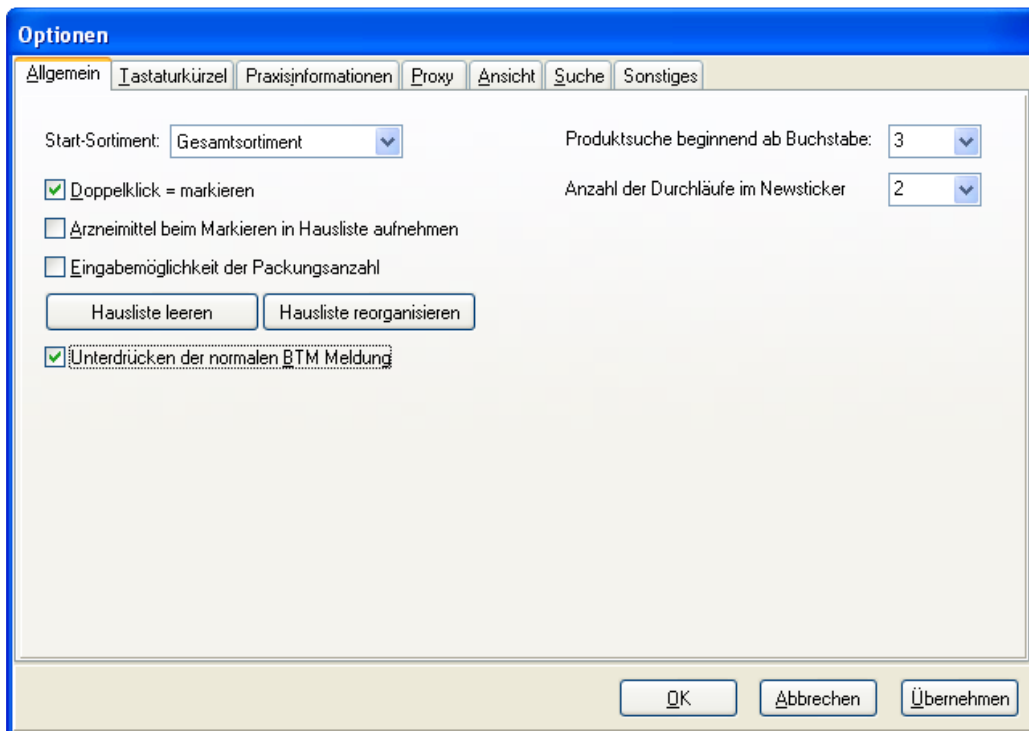 Optionen
Allgemein Tastaturkürzel Praxisinformationen Proxy Ansicht Suche Sonstiges
Start-Sortiment: Gesamtsortiment Produktsuche beginnend ab Buchstabe: 3
Doppelklick = markieren Anzahl der Durchläufe im Newsticker 2
Arzneimittel beim Markieren in Hausliste aufnehmen
Eingabemöglichkeit der Packungsanzahl
Hausliste leeren Hausliste reorganisieren
Unterdrücken der normalen BTM Meldung
OK Abbrechen Übernehmen